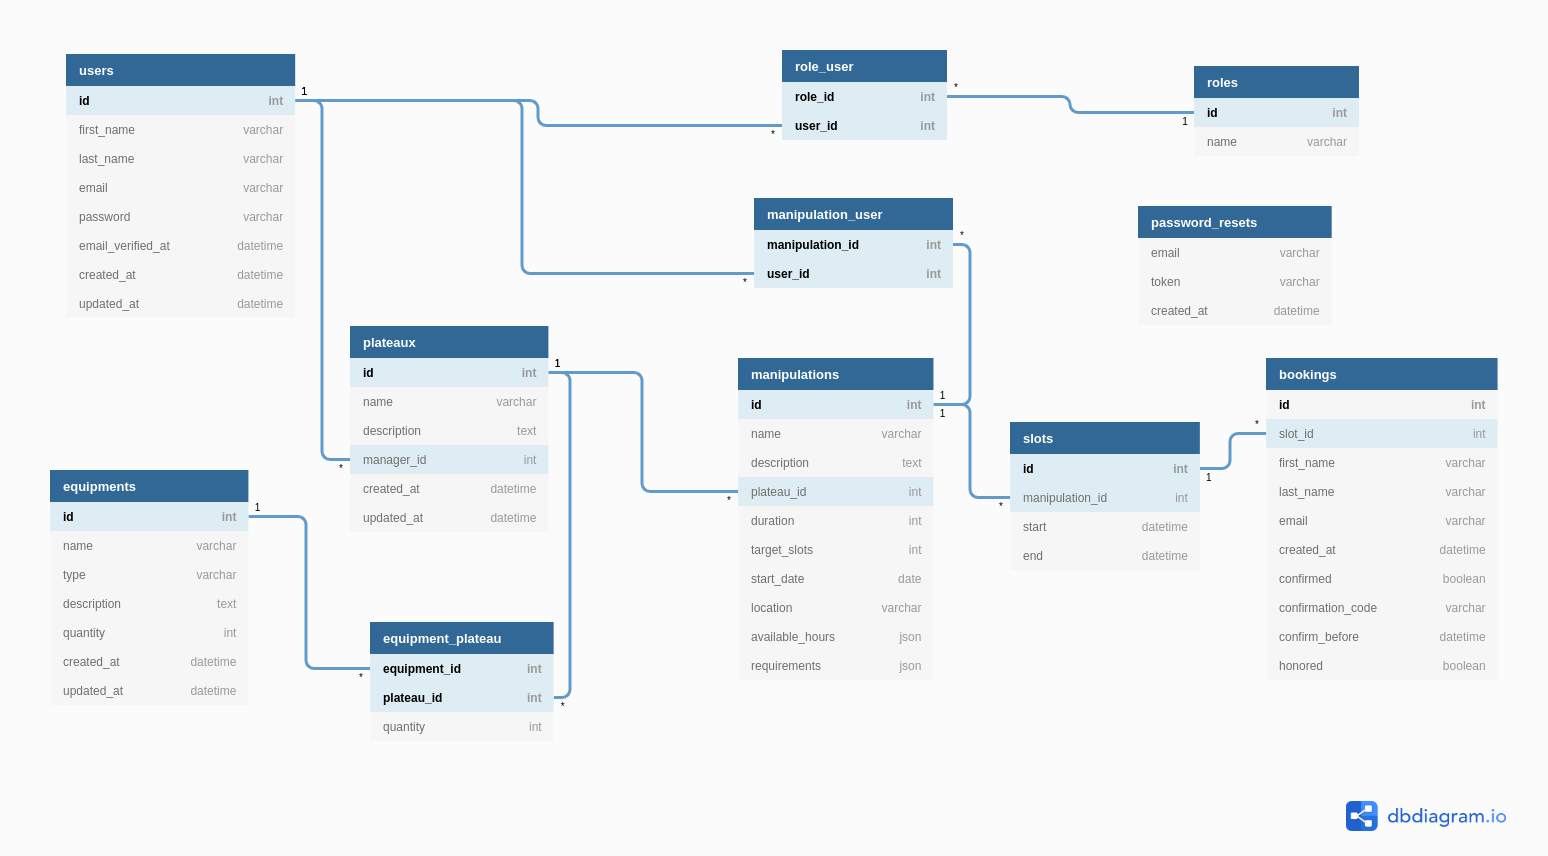 users
id int
first_name varchar
last_name varchar
email varchar
password varchar
email_verified_at datetime
created_at datetime
updated_at datetime
1
role_user
role_id int
user_id int
*
*
roles
id int
name varchar
1
manipulation_user
manipulation_id int
user_id int
*
*
password_resets
email varchar
token varchar
created_at datetime
plateaux
id int
name varchar
description text
manager_id int
created_at datetime
updated_at datetime
1
*
manipulations
id int
name varchar
description text
plateau_id int
duration int
target_slots int
start_date date
location varchar
available_hours json
requirements json
1
1
*
slots
id int
manipulation_id int
start datetime
end datetime
1
*
bookings
id int
slot_id int
first_name varchar
last_name varchar
email varchar
created_at datetime
confirmed boolean
confirmation_code varchar
confirm_before datetime
honored boolean
*
equipments
id int
name varchar
type varchar
description text
quantity int
created_at datetime
updated_at datetime
1
equipment_plateau
equipment_id int
plateau_id int
quantity int
*
*
dbdiagram.io